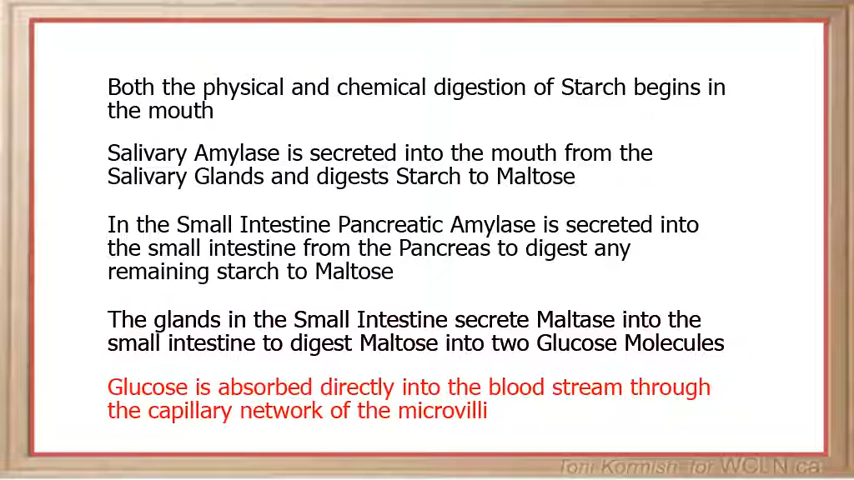 Both the physical and chemical digestion of Starch begins in
the mouth
Salivary Amylase is secreted into the mouth from the
Salivary Glands and digests Starch to Maltose
In the Small Intestine Pancreatic Amylase is secreted into
the small intestine from the Pancreas to digest any
remaining starch to Maltose
The glands in the Small Intestine secrete Maltase into the
small intestine to digest Maltose into two Glucose Molecules
Glucose is absorbed directly into the blood stream through
the capillary network of the microvilli
Toni Kormish for WCLN.ca